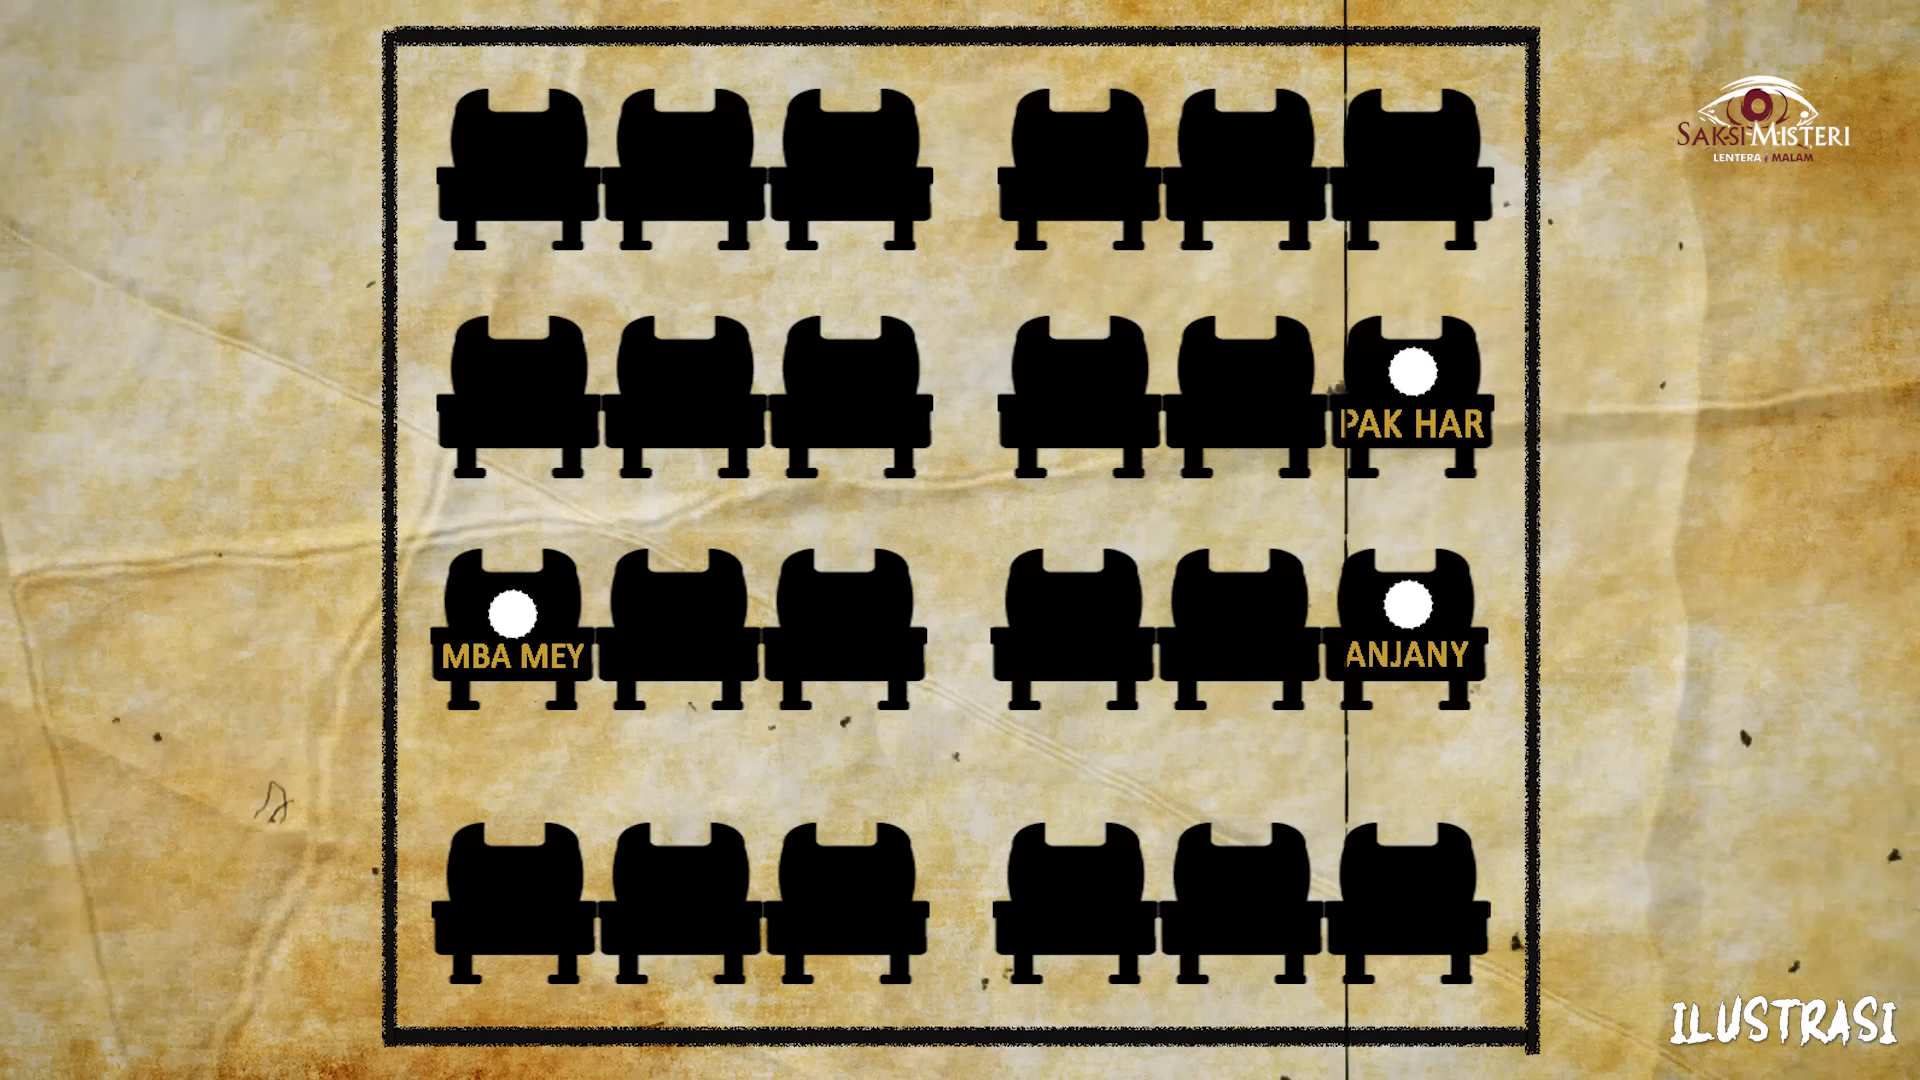 SAKSI MISTERI
LENTERA MALAM
PAK HAR
MBA MEY
ANJANY
ILUSTRASI